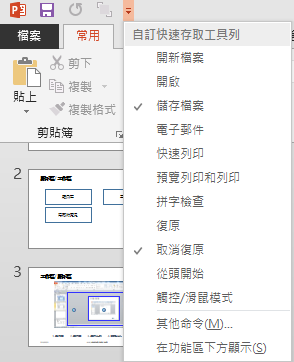 自訂快速存取工具列
檔案
常用
開新檔案
開啟
儲存檔案
電子郵件
快速列印
預覽列印和列印
拼字檢查
復原
取消復原
從頭開始
觸控/滑鼠模式
其他命令(M)...
在功能區下方顯示(S)
貼上
剪下
複製
複製格式
剪貼簿
2
3